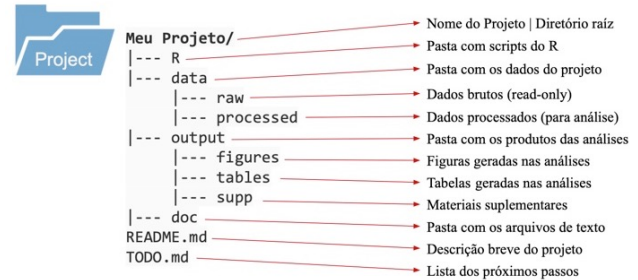 Project
Meu Projeto/ Nome do Projeto | Diretório raíz
|--- R Pasta com scripts do R
|--- data Pasta com os dados do projeto
|--- raw Dados brutos (read-only)
|--- processed Dados processados (para análise)
|--- output Pasta com os produtos das análises
|--- figures Figuras geradas nas análises
|--- tables Tabelas geradas nas análises
|--- supp Materiais suplementares
|--- doc Pasta com os arquivos de texto
README.md Descrição breve do projeto
TODO.md Lista dos próximos passos